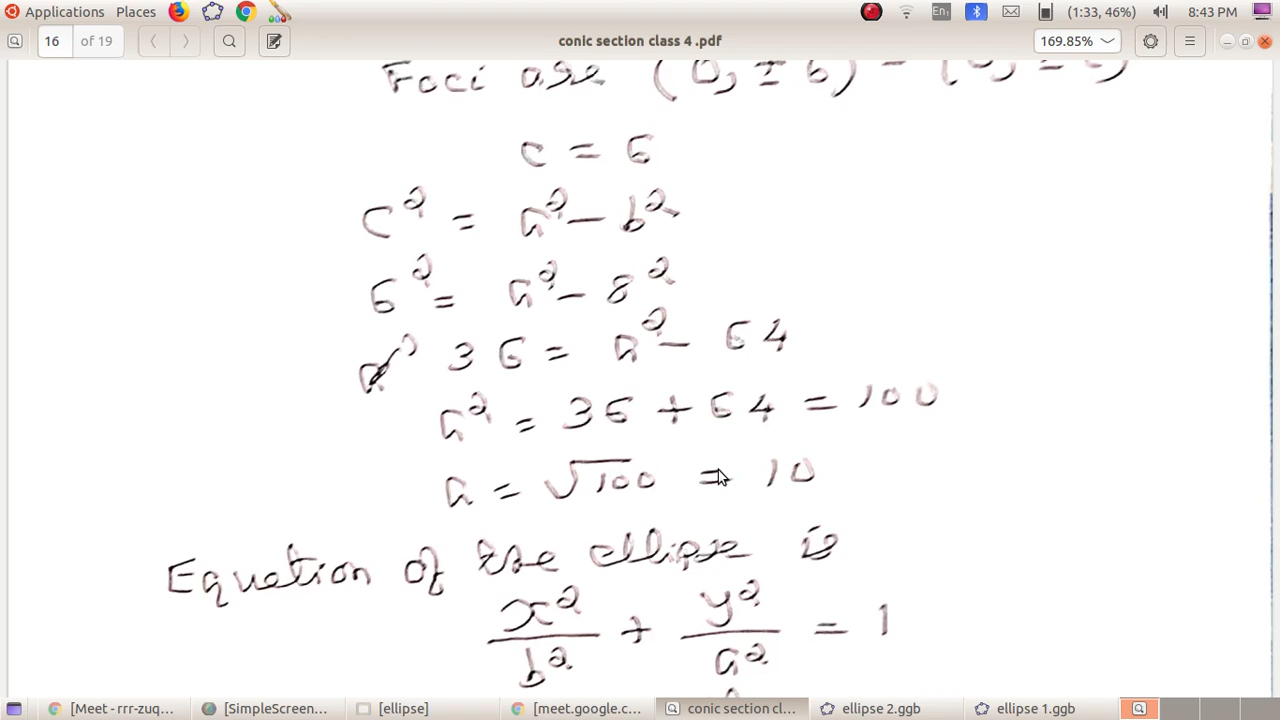 Applications Places En₁ (1:33, 46%) 8:43 PM
16 of 19 conic section class 4 .pdf 169.85%
Foci are (0, ± 6) = (0, ± c)
c = 6
c² = a² - b²
6² = a² - 8²
36 = a² - 64
a² = 36 + 64 = 100
a = √100 = 10
Equation of the ellipse is
x²/b² + y²/a² = 1
[Meet - rrr-zuq... [SimpleScreen... [ellipse] [meet.google.c... conic section cl... ellipse 2.ggb ellipse 1.ggb